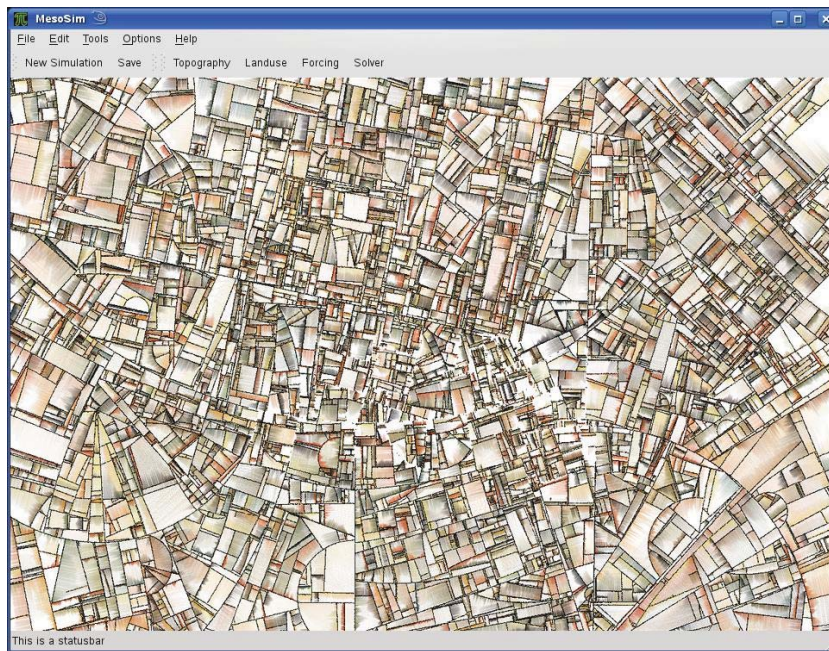 MesoSim
File Edit Tools Options Help
New Simulation Save Topography Landuse Forcing Solver
This is a statusbar